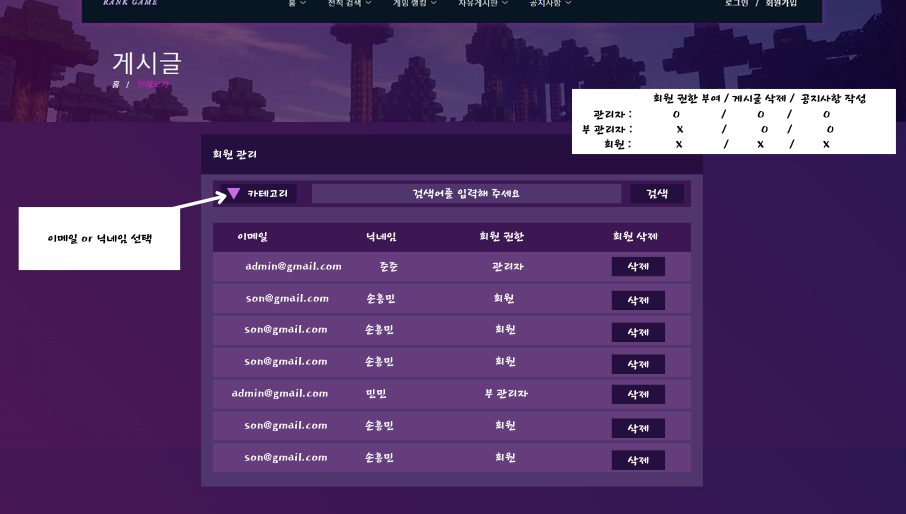 RANK GAME 홈 전적 검색 게임 랭킹 자유게시판 공지사항 로그인 / 회원가입
게시글
홈 / 전체보기
회원 권한 부여 / 게시글 삭제 / 공지사항 작성
관리자 : O / O / O
부 관리자 : X / O / O
회원 : X / X / X
회원 관리
카테고리 검색어를 입력해 주세요 검색
이메일 or 닉네임 선택
이메일 닉네임 회원 권한 회원 삭제
admin@gmail.com 준준 관리자 삭제
son@gmail.com 손흥민 회원 삭제
son@gmail.com 손흥민 회원 삭제
son@gmail.com 손흥민 회원 삭제
admin@gmail.com 민민 부 관리자 삭제
son@gmail.com 손흥민 회원 삭제
son@gmail.com 손흥민 회원 삭제